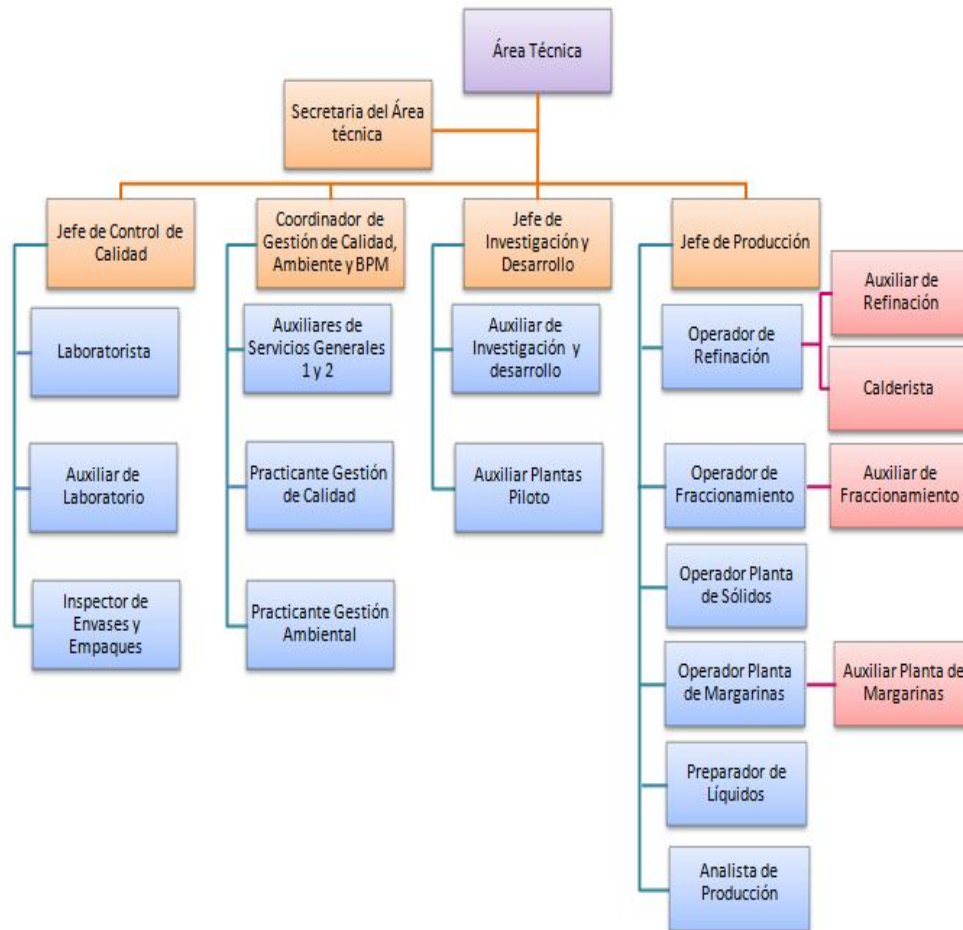 Área Técnica
Secretaria del Área
técnica
Jefe de Control de
Calidad
Coordinador de
Gestión de Calidad,
Ambiente y BPM
Jefe de
Investigación y
Desarrollo
Jefe de Producción
Laboratorista
Auxiliar de
Laboratorio
Inspector de
Envases y
Empaques
Auxiliares de
Servicios Generales
1 y 2
Practicante Gestión
de Calidad
Practicante Gestión
Ambiental
Auxiliar de
Investigación y
desarrollo
Auxiliar Plantas
Piloto
Operador de
Refinación
Auxiliar de
Refinación
Calderista
Operador de
Fraccionamiento
Auxiliar de
Fraccionamiento
Operador Planta
de Sólidos
Operador Planta
de Margarinas
Auxiliar Planta de
Margarinas
Preparador de
Líquidos
Analista de
Producción